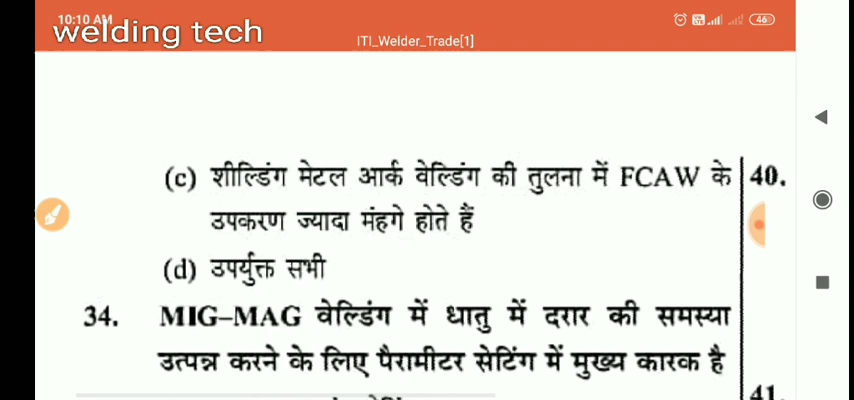 10:10 AM
welding tech
ITI_Welder_Trade[1]
46
(c) शील्डिंग मेटल आर्क वेल्डिंग की तुलना में FCAW के
उपकरण ज्यादा मंहगे होते हैं
(d) उपर्युक्त सभी
34. MIG–MAG वेल्डिंग में धातु में दरार की समस्या
उत्पन्न करने के लिए पैरामीटर सेटिंग में मुख्य कारक है
40.
41.